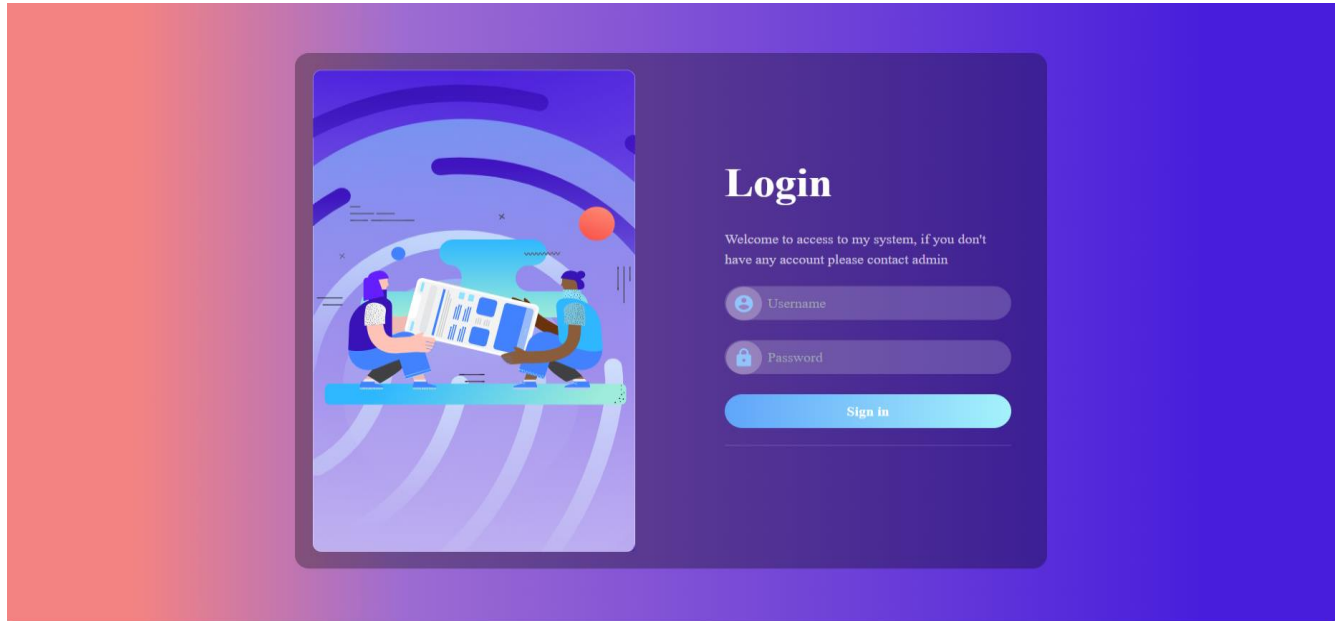 Login
Welcome to access to my system, if you don't
have any account please contact admin
Username
Password
Sign in